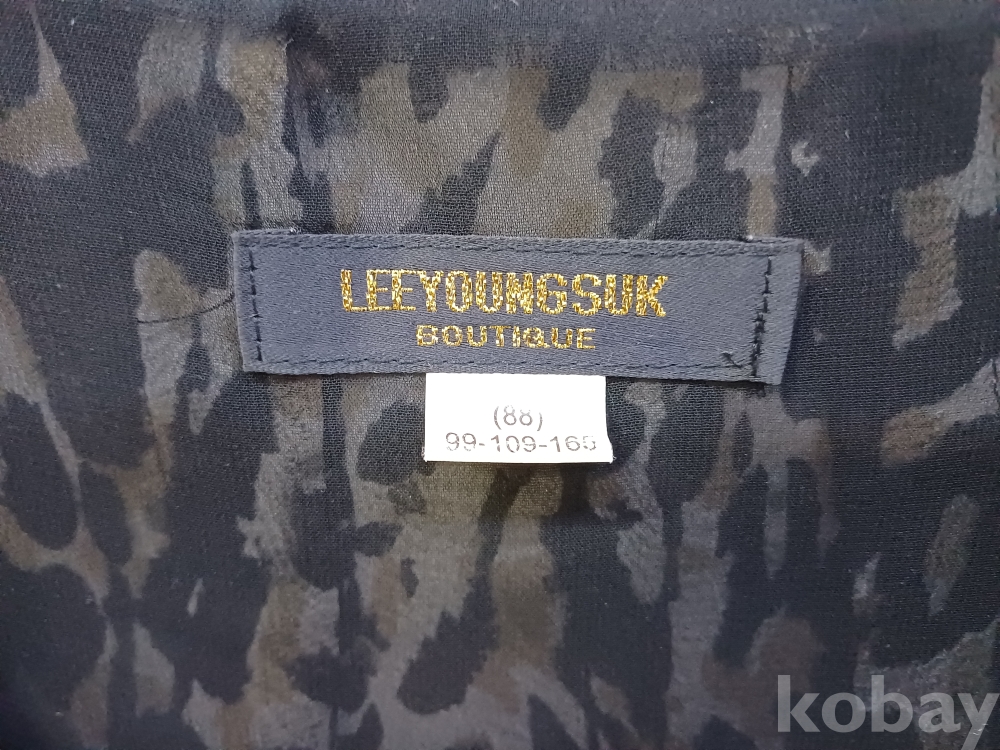 LEEYOUNGSUK
BOUTIQUE
(88)
99-109-165
kobay